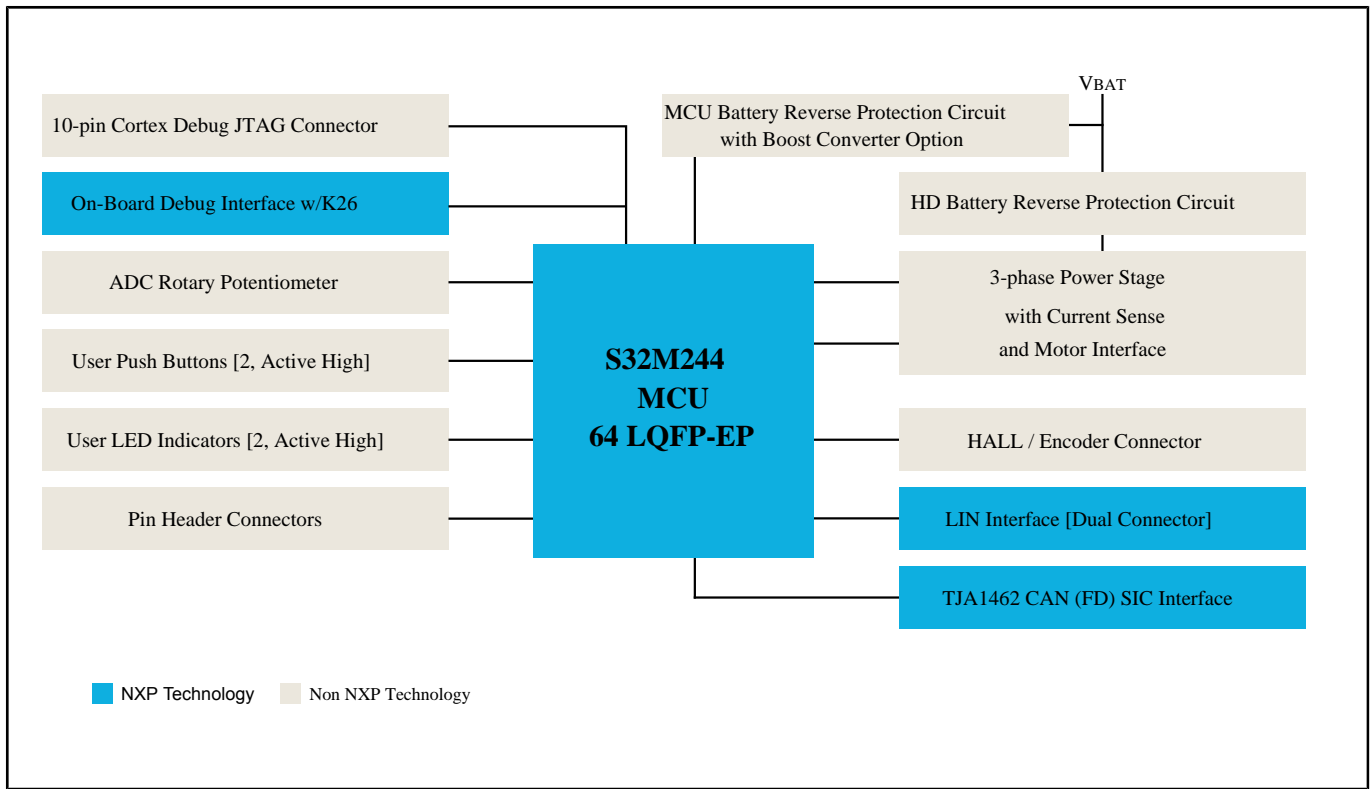 VBAT
10-pin Cortex Debug JTAG Connector
MCU Battery Reverse Protection Circuit
with Boost Converter Option
On-Board Debug Interface w/K26
HD Battery Reverse Protection Circuit
ADC Rotary Potentiometer
3-phase Power Stage
with Current Sense
and Motor Interface
User Push Buttons [2, Active High]
S32M244
MCU
64 LQFP-EP
User LED Indicators [2, Active High]
HALL / Encoder Connector
Pin Header Connectors
LIN Interface [Dual Connector]
TJA1462 CAN (FD) SIC Interface
NXP Technology
Non NXP Technology